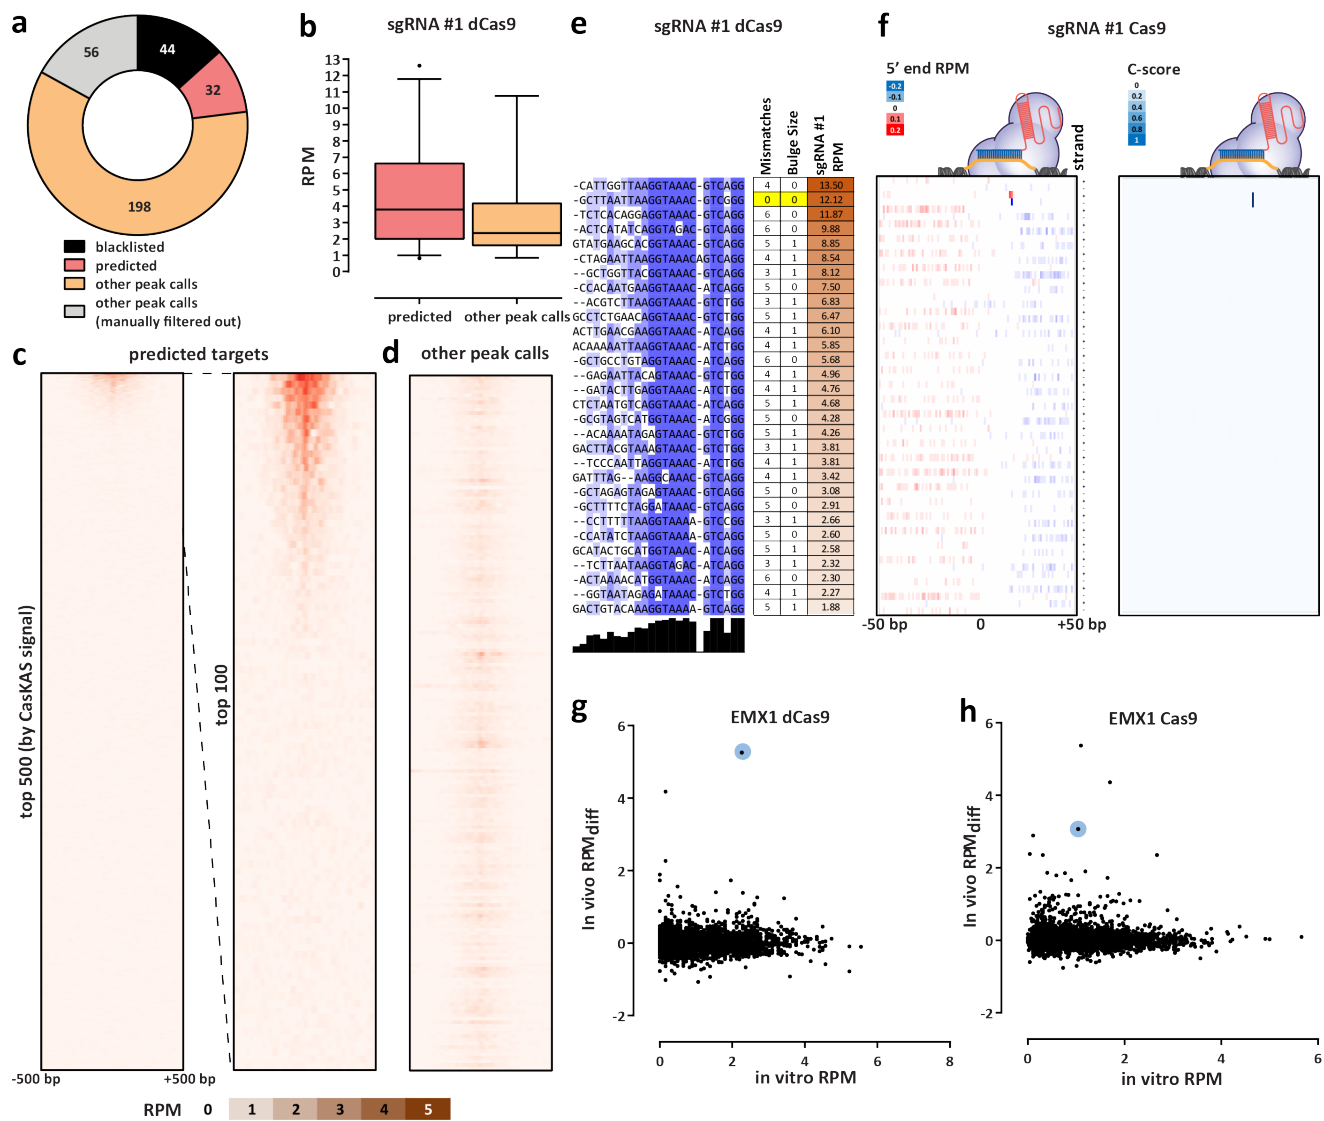 a
44
32
198
56
blacklisted
predicted
other peak calls
other peak calls
(manually filtered out)
b
sgRNA #1 dCas9
RPM
13
12
11
10
9
8
7
6
5
4
3
2
1
0
predicted
other peak calls
c
predicted targets
top 500 (by CasKAS signal)
top 100
-500 bp
+500 bp
d
other peak calls
RPM 0 1 2 3 4 5
e
sgRNA #1 dCas9
Mismatches
Bulge Size
sgRNA #1
RPM
-CATTGGTTAAGGTAAAC-GTCAGG 4 0 13.50
-GCTTAATTAAGGTAAAC-GTCGGG 0 0 12.12
-TCTCACAGGAGGTAAAC-GTCAGG 6 0 11.87
-ACTCATATCAGGTAGAC-GTCAGG 6 0 9.88
GTATGAAGCACGGTAAAC-GTCAGG 5 1 8.85
-CTAGAATTAAGGTAAACAGTCAGG 4 1 8.54
--GCTGGTTACGGTAAAC-GTCAGG 3 1 8.12
-CCACAATGAAGGTAAAC-GTCAGG 5 0 7.50
--ACGTCTTAAGGTAAAC-GTCTGG 3 1 6.83
GCCTCTGAACAGGTAAAC-GTCTGG 5 1 6.47
ACTTGAACGAAGGTAAAC-ATCAGG 4 1 6.10
ACAAAAATTAAGGTAAAC-ATCTGG 4 1 5.85
-GCTGCCTGTAGGTAAAC-ATCAGG 6 0 5.68
--GAGAATTACAGTAAAC-GTCTGG 4 1 4.96
--GATACTTGAGGTAAAC-GTCTGG 4 1 4.76
CTCTAATGTCAGGTAAAC-GTCAGG 5 1 4.68
-GCGTAGTCATGGTAAAC-ATCGGG 5 0 4.28
--ACAAAATAGAGTAAAC-GTCTGG 5 1 4.26
GACTTACGTAAAGTAAAC-GTCAGG 3 1 3.81
--TCCCAATTAGGTAAAC-ATCTGG 4 1 3.81
GATTTAG--AAGGCAAAC-ATCAGG 4 1 3.42
-GCTAGAGTAGAGTAAAC-GTCAGG 5 0 3.08
-GCTTTTCTAGGATAAAC-GTCAGG 5 0 2.91
--CCTTTTTAAGGTAAAA-GTCCGG 3 1 2.66
-CCATATCTAAGGTAAAA-GTCAGG 5 0 2.60
GCATACTGCATGGTAAAC-ATCAGG 5 1 2.58
--TCTTAATAAGGTAGAC-ATCAGG 3 1 2.32
-ACTAAAACATGGTAAAC-ATCAGG 6 0 2.30
--GGTAATAGAGATAAAC-GTCTGG 4 1 2.27
GACTGTACAAAGGTAAAA-GTCAGG 5 1 1.88
f
sgRNA #1 Cas9
5' end RPM
-0.2
-0.1
0
0.1
0.2
strand
-50 bp
0
+50 bp
C-score
0
0.2
0.4
0.6
0.8
1
g
EMX1 dCas9
In vivo RPMdiff
6
4
2
0
-2
0
2
4
6
8
in vitro RPM
h
EMX1 Cas9
In vivo RPMdiff
6
4
2
0
-2
0
2
4
6
in vitro RPM